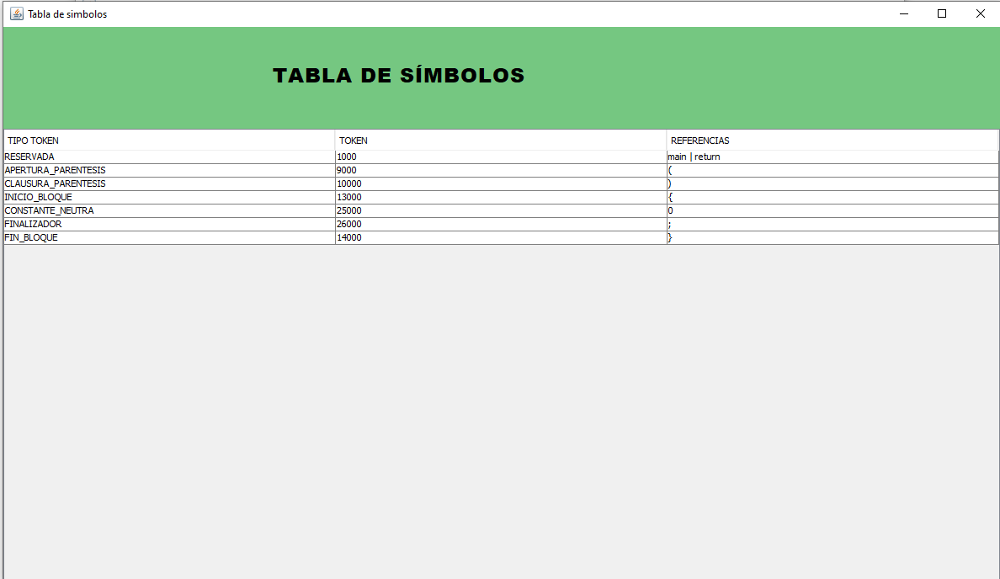 Tabla de simbolos
TABLA DE SÍMBOLOS
TIPO TOKEN TOKEN REFERENCIAS
RESERVADA 1000 main | return
APERTURA_PARENTESIS 9000 (
CLAUSURA_PARENTESIS 10000 )
INICIO_BLOQUE 13000 {
CONSTANTE_NEUTRA 25000 0
FINALIZADOR 26000 ;
FIN_BLOQUE 14000 }